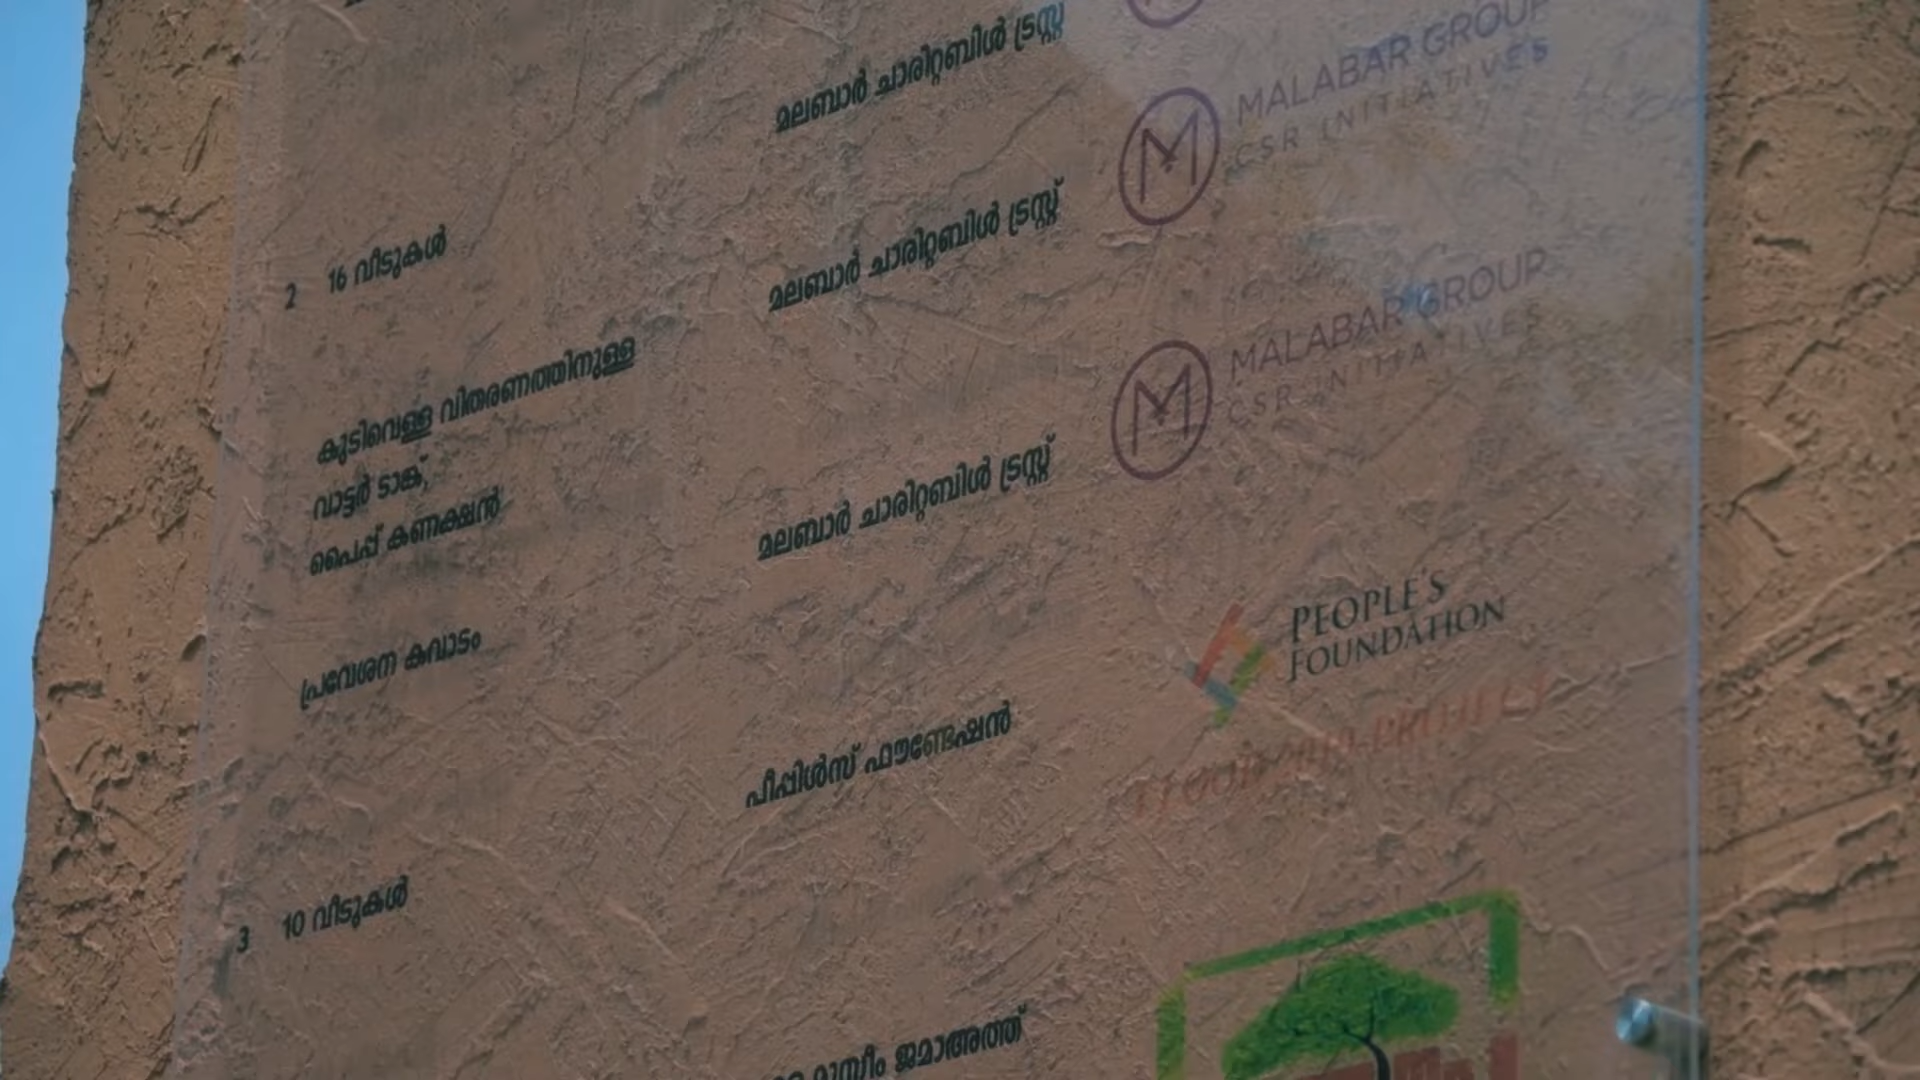 മലബാർ ചാരിറ്റബിൾ ട്രസ്റ്റ്
MALABAR GROUP
CSR INITIATIVES
2 16 വീടുകൾ
മലബാർ ചാരിറ്റബിൾ ട്രസ്റ്റ്
MALABAR GROUP
CSR INITIATIVES
കുടിവെള്ള വിതരണത്തിനുള്ള
വാട്ടർ ടാങ്ക്,
പൈപ്പ് കണക്ഷൻ
മലബാർ ചാരിറ്റബിൾ ട്രസ്റ്റ്
PEOPLE'S
FOUNDATION
പ്രവേശന കവാടം
പീപ്പിൾസ് ഫൗണ്ടേഷൻ
3 10 വീടുകൾ
ജമാഅത്ത്